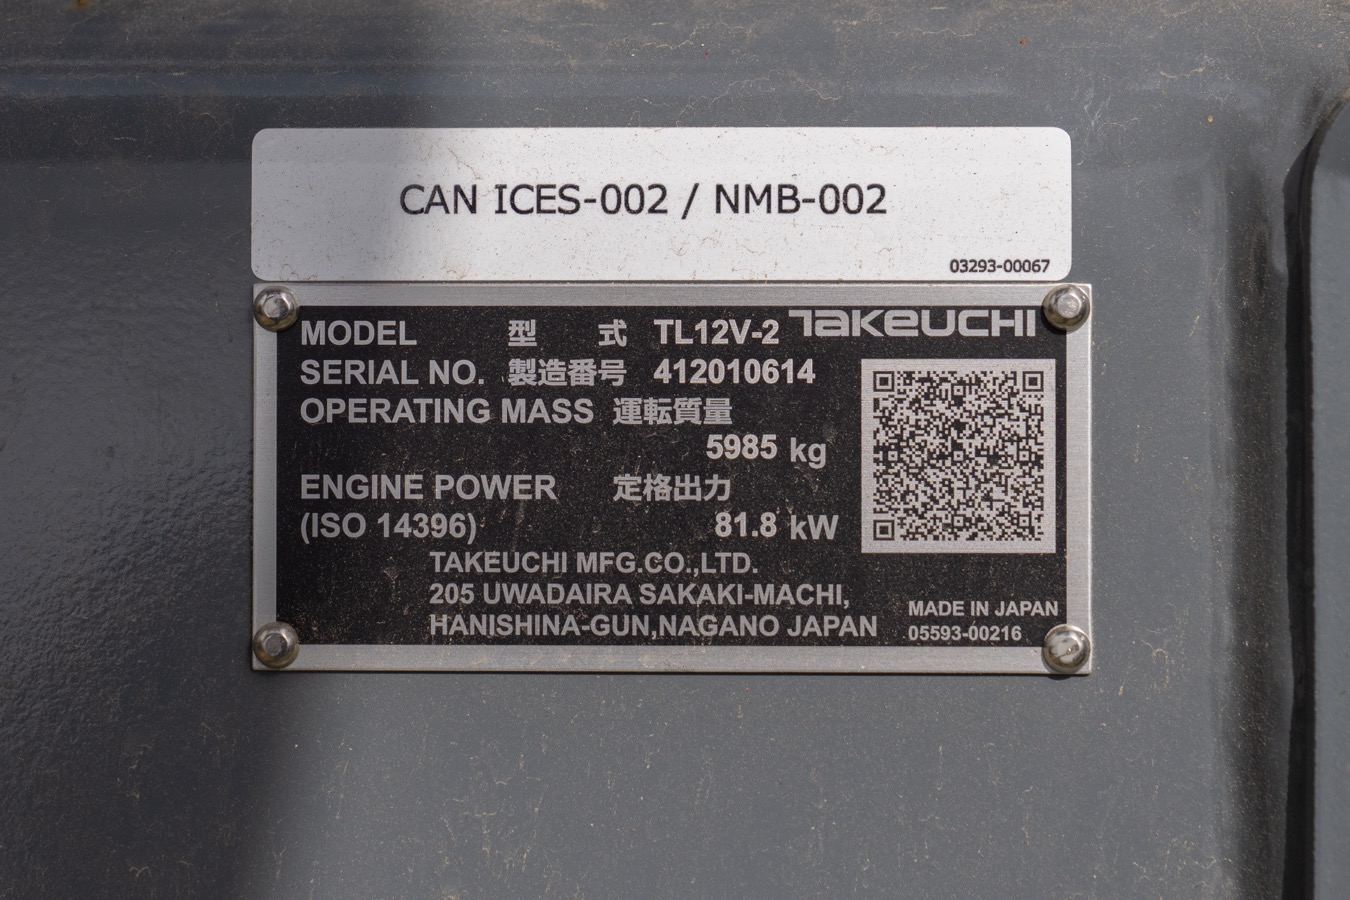 CAN ICES-002 / NMB-002
03293-00067
MODEL 型 式 TL12V-2 TAKEUCHI
SERIAL NO. 製造番号 412010614
OPERATING MASS 運転質量
5985 kg
ENGINE POWER 定格出力
(ISO 14396) 81.8 kW
TAKEUCHI MFG.CO.,LTD.
205 UWADAIRA SAKAKI-MACHI,
HANISHINA-GUN,NAGANO JAPAN
MADE IN JAPAN
05593-00216